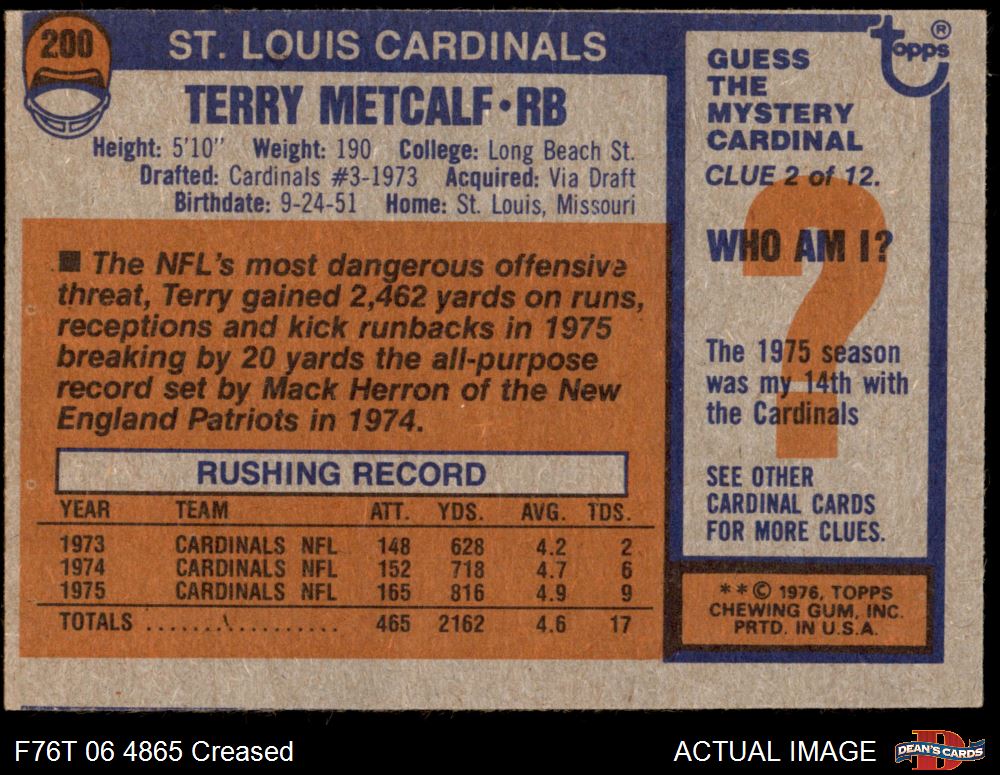 200
ST. LOUIS CARDINALS
TERRY METCALF•RB
Height: 5'10" Weight: 190 College: Long Beach St.
Drafted: Cardinals #3-1973 Acquired: Via Draft
Birthdate: 9-24-51 Home: St. Louis, Missouri
■ The NFL's most dangerous offensive
threat, Terry gained 2,462 yards on runs,
receptions and kick runbacks in 1975
breaking by 20 yards the all-purpose
record set by Mack Herron of the New
England Patriots in 1974.
RUSHING RECORD
YEAR TEAM ATT. YDS. AVG. TDS.
1973 CARDINALS NFL 148 628 4.2 2
1974 CARDINALS NFL 152 718 4.7 6
1975 CARDINALS NFL 165 816 4.9 9
TOTALS ................. 465 2162 4.6 17
topps®
GUESS
THE
MYSTERY
CARDINAL
CLUE 2 of 12.
?
WHO AM I?
The 1975 season
was my 14th with
the Cardinals
SEE OTHER
CARDINAL CARDS
FOR MORE CLUES.
**© 1976, TOPPS
CHEWING GUM, INC.
PRTD. IN U.S.A.
F76T 06 4865 Creased
ACTUAL IMAGE
D
DEAN'S CARDS